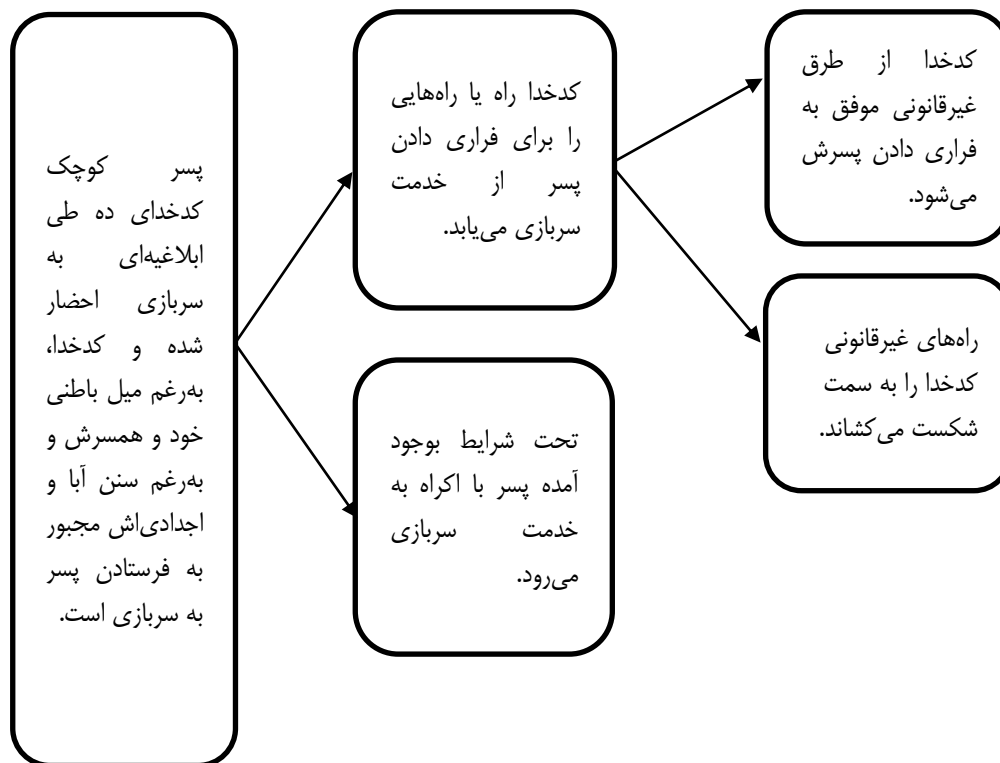 پسر کوچک
کدخدای ده طی
ابلاغیه‌ای به
سربازی احضار
شده و کدخدا،
به‌رغم میل باطنی
خود و همسرش و
به‌رغم سنن آبا و
اجدادی‌اش مجبور
به فرستادن پسر
به سربازی است.
کدخدا راه یا راه‌هایی
را برای فراری دادن
پسر از خدمت
سربازی می‌یابد.
تحت شرایط بوجود
آمده پسر با اکراه به
خدمت سربازی
می‌رود.
کدخدا از طرق
غیرقانونی موفق به
فراری دادن پسرش
می‌شود.
راه‌های غیرقانونی
کدخدا را به سمت
شکست می‌کشاند.